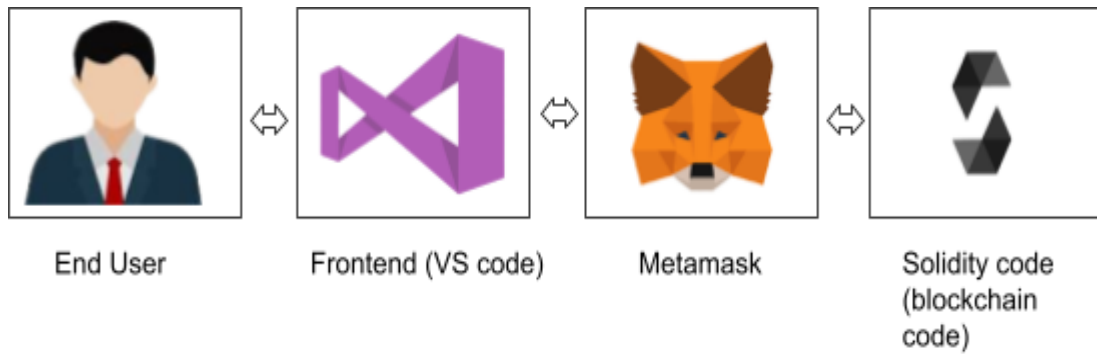 End User
Frontend (VS code)
Metamask
Solidity code
(blockchain
code)